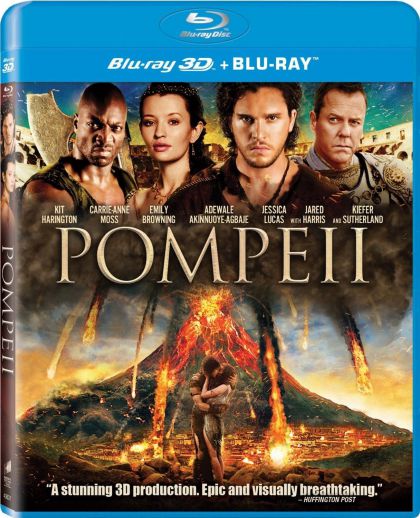 Blu-ray Disc
Blu-ray 3D + BLU-RAY™
KIT HARINGTON
CARRIE-ANNE MOSS
EMILY BROWNING
ADEWALE AKINNUOYE-AGBAJE
JESSICA LUCAS
WITH JARED HARRIS
AND KIEFER SUTHERLAND
POMPEII
POMPEII
"A stunning 3D production. Epic and visually breathtaking."
—HUFFINGTON POST